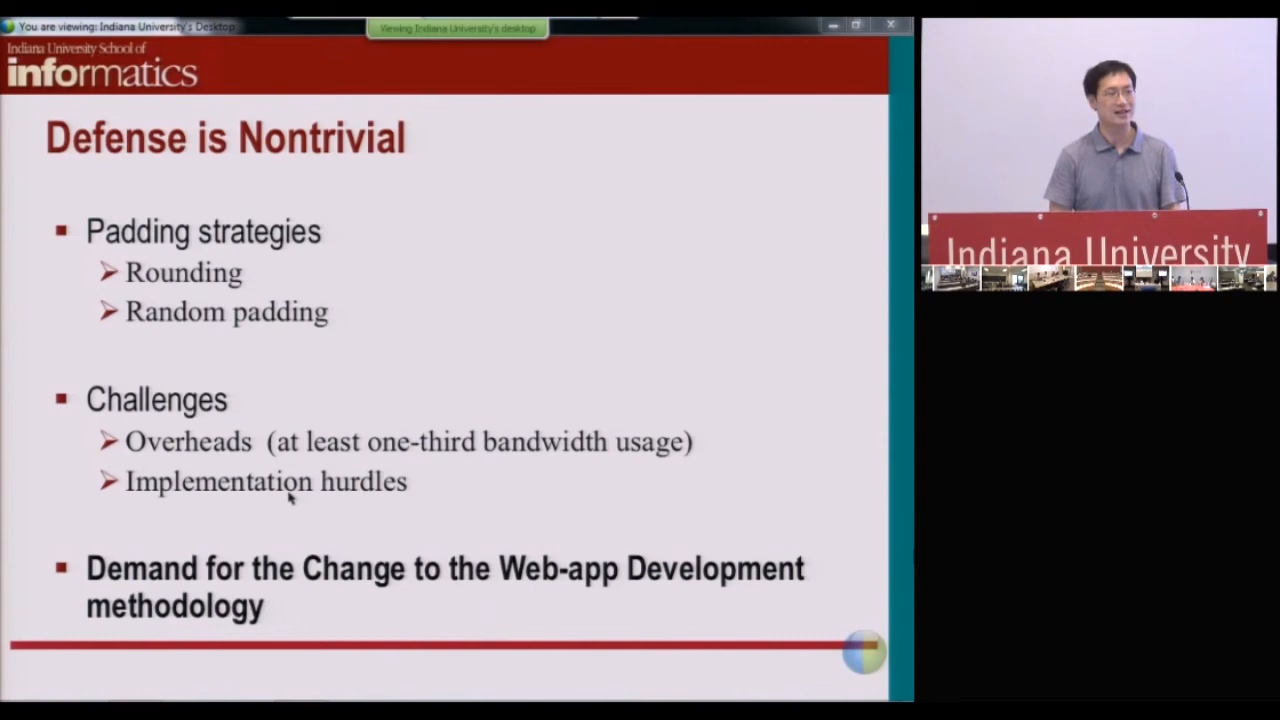 You are viewing: Indiana University's Desktop
Viewing Indiana University's desktop
Indiana University School of
informatics
Defense is Nontrivial
Padding strategies
Rounding
Random padding
Challenges
Overheads (at least one-third bandwidth usage)
Implementation hurdles
Demand for the Change to the Web-app Development
methodology
Indiana University